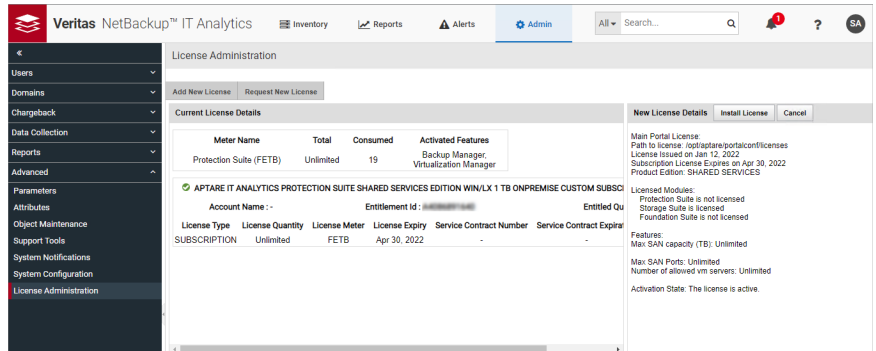 Veritas NetBackup™ IT Analytics
Inventory
Reports
Alerts
Admin
All
Search...
1
?
SA
«
Users
Domains
Chargeback
Data Collection
Reports
Advanced
Parameters
Attributes
Object Maintenance
Support Tools
System Notifications
System Configuration
License Administration
License Administration
Add New License
Request New License
Current License Details
Meter Name Total Consumed Activated Features
Protection Suite (FETB) Unlimited 19 Backup Manager,
Virtualization Manager
APTARE IT ANALYTICS PROTECTION SUITE SHARED SERVICES EDITION WIN/LX 1 TB ONPREMISE CUSTOM SUBSCI
Account Name : - Entitlement Id : Entitled Qu
License Type License Quantity License Meter License Expiry Service Contract Number Service Contract Expirat
SUBSCRIPTION Unlimited FETB Apr 30, 2022 - -
New License Details Install License Cancel
Main Portal License:
Path to license: /opt/aptare/portalconf/licenses
License Issued on Jan 12, 2022
Subscription License Expires on Apr 30, 2022
Product Edition: SHARED SERVICES
Licensed Modules:
Protection Suite is not licensed
Storage Suite is licensed
Foundation Suite is not licensed
Features:
Max SAN capacity (TB): Unlimited
Max SAN Ports: Unlimited
Number of allowed vm servers: Unlimited
Activation State: The license is active.